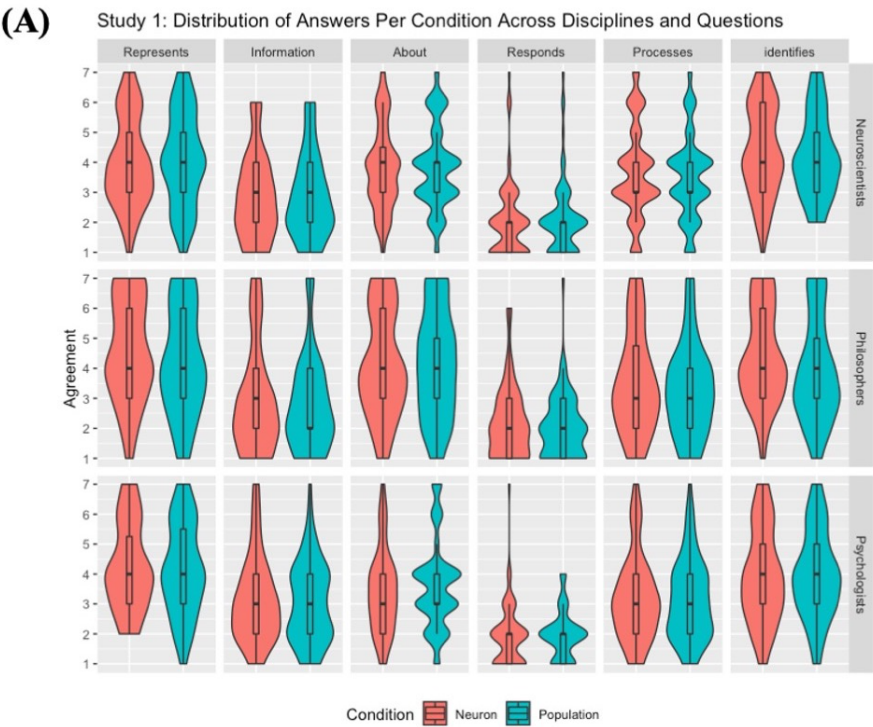 (A)
Study 1: Distribution of Answers Per Condition Across Disciplines and Questions
Represents Information About Responds Processes identifies
Agreement
7
6
5
4
3
2
1
Neuroscientists
7
6
5
4
3
2
1
Philosophers
7
6
5
4
3
2
1
Psychologists
Condition Neuron Population